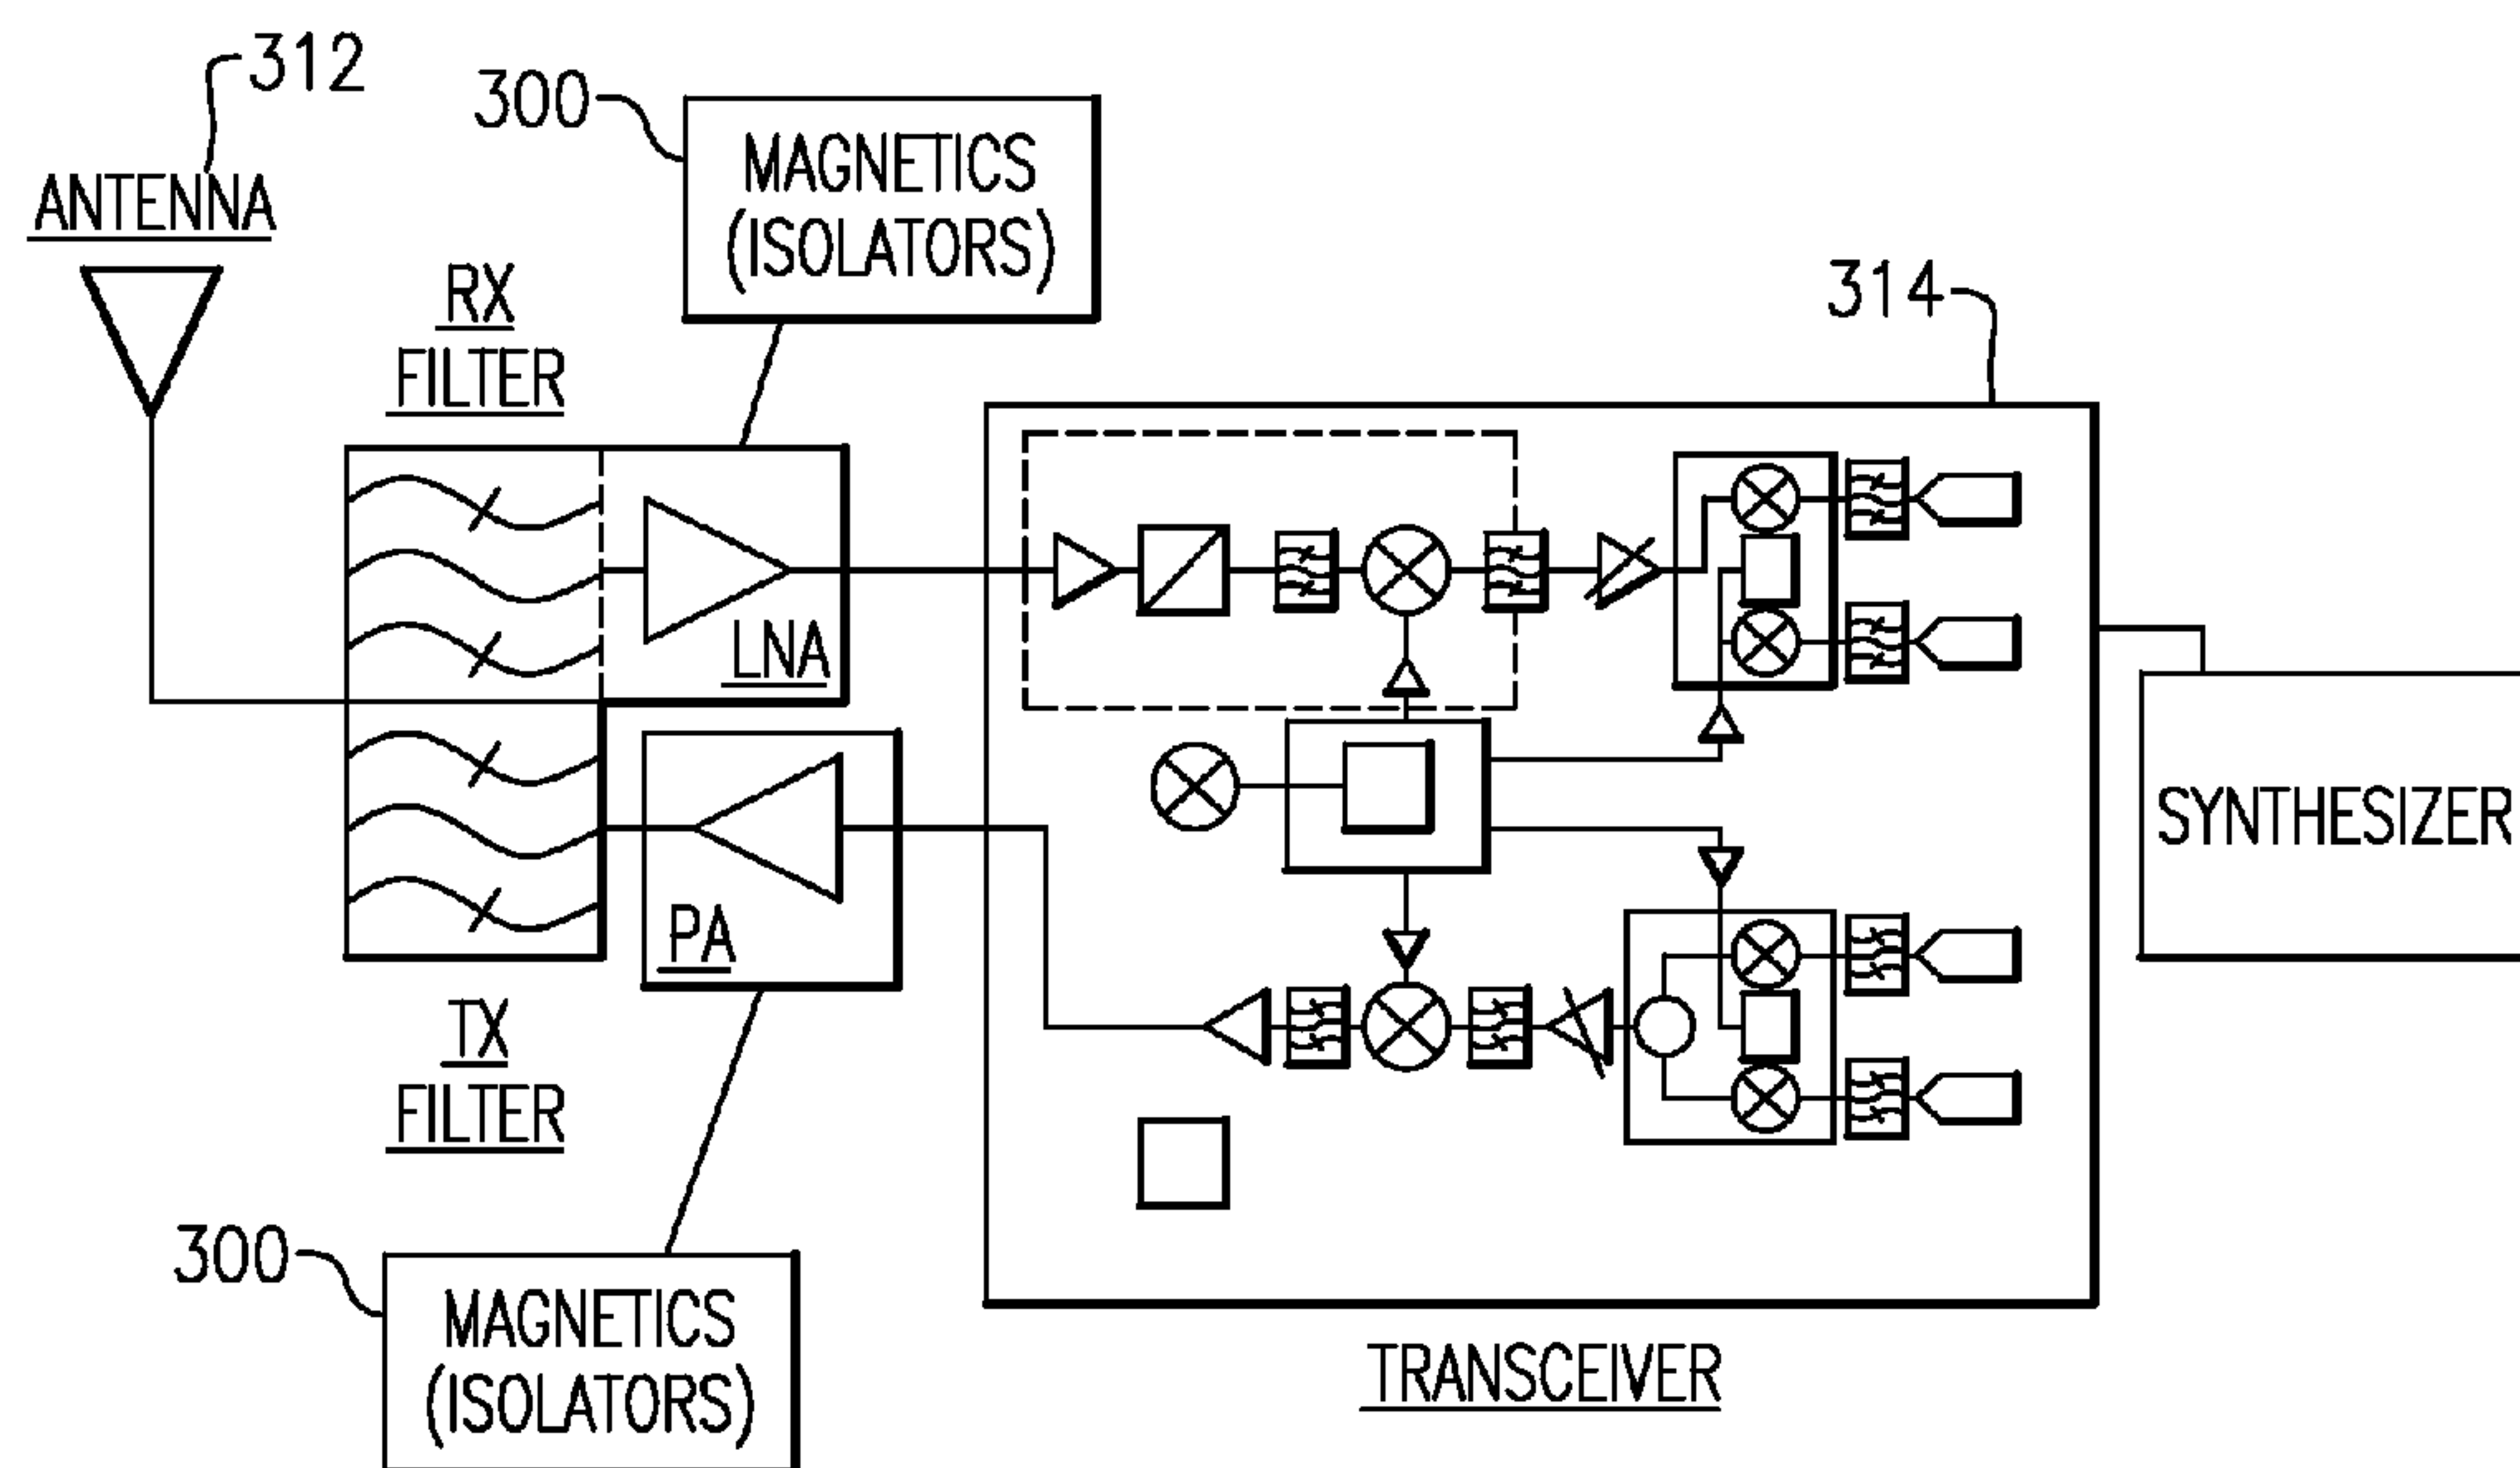 312
ANTENNA
300
MAGNETICS
(ISOLATORS)
RX
FILTER
LNA
314
PA
TX
FILTER
300
MAGNETICS
(ISOLATORS)
TRANSCEIVER
SYNTHESIZER